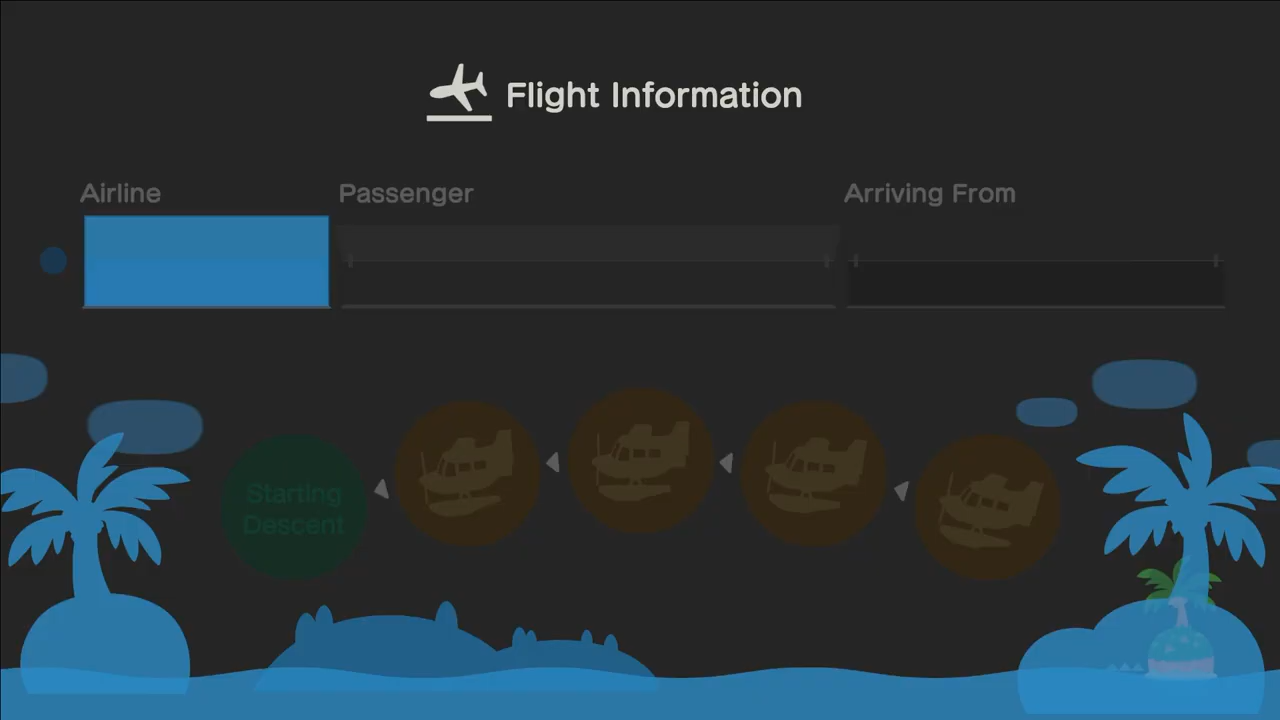 Flight Information
Airline
Passenger
Arriving From
Starting
Descent